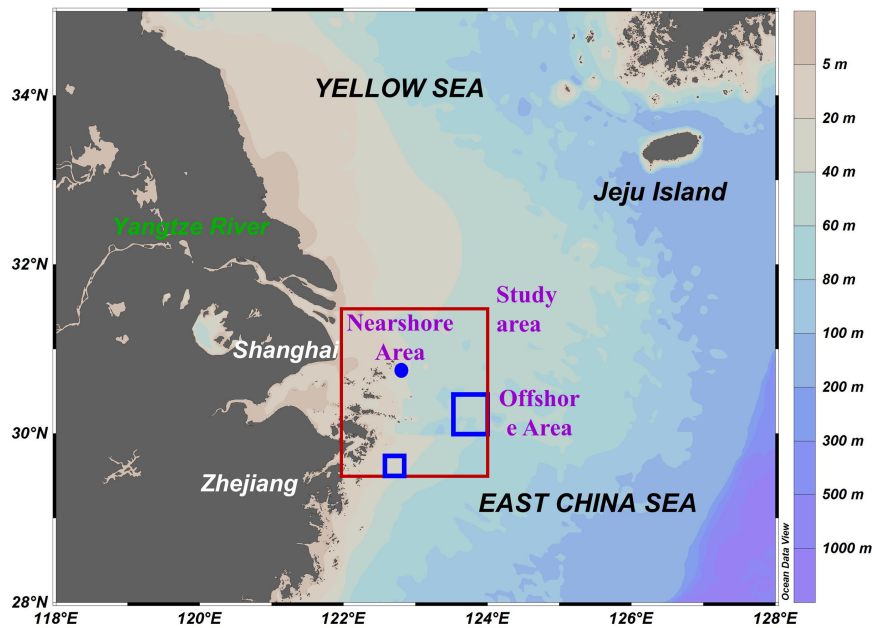 YELLOW SEA
34°N
Jeju Island
Yangtze River
32°N
Study
area
Nearshore
Area
Shanghai
Offshor
e Area
30°N
Zhejiang
EAST CHINA SEA
28°N
118°E
120°E
122°E
124°E
126°E
128°E
5 m
20 m
40 m
60 m
80 m
100 m
200 m
300 m
500 m
1000 m
Ocean Data View